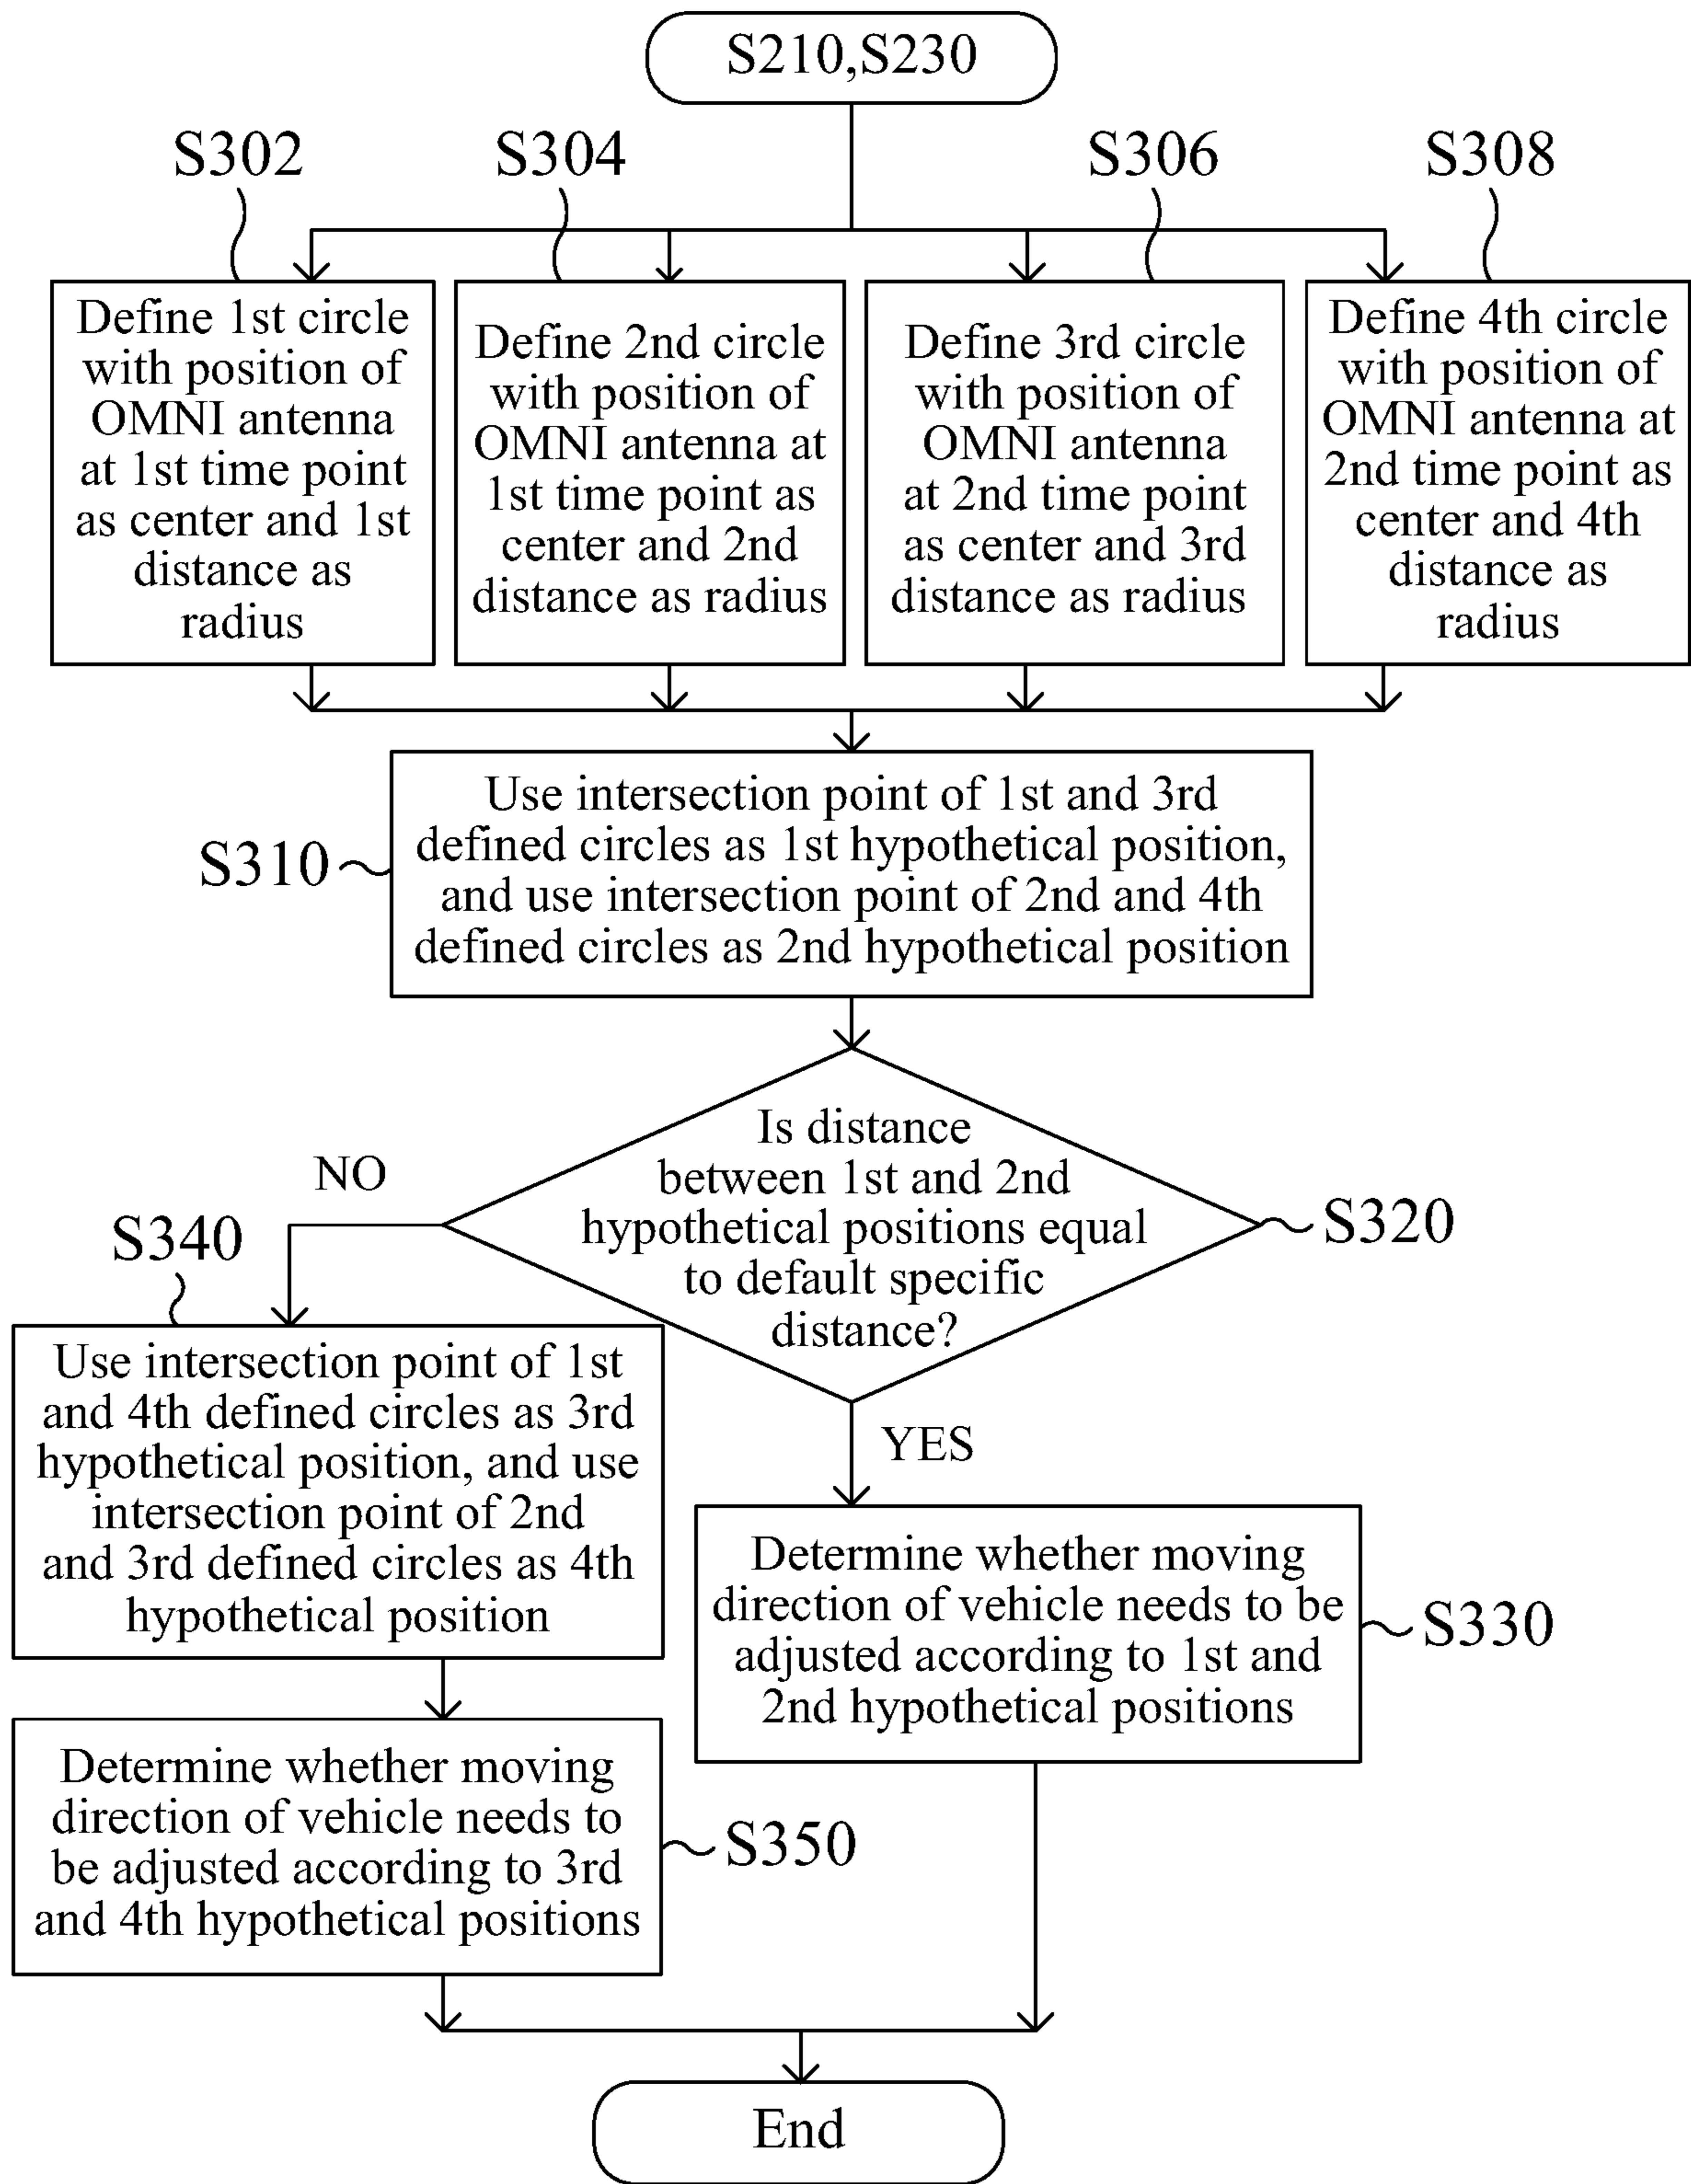 S210,S230
S302
S304
S306
S308
Define 1st circle
with position of
OMNI antenna
at 1st time point
as center and 1st
distance as
radius
Define 2nd circle
with position of
OMNI antenna at
1st time point as
center and 2nd
distance as radius
Define 3rd circle
with position of
OMNI antenna
at 2nd time point
as center and 3rd
distance as radius
Define 4th circle
with position of
OMNI antenna at
2nd time point as
center and 4th
distance as
radius
S310
Use intersection point of 1st and 3rd
defined circles as 1st hypothetical position,
and use intersection point of 2nd and 4th
defined circles as 2nd hypothetical position
Is distance
between 1st and 2nd
hypothetical positions equal
to default specific
distance?
S320
NO
S340
Use intersection point of 1st
and 4th defined circles as 3rd
hypothetical position, and use
intersection point of 2nd
and 3rd defined circles as 4th
hypothetical position
YES
Determine whether moving
direction of vehicle needs to be
adjusted according to 1st and
2nd hypothetical positions
S330
Determine whether moving
direction of vehicle needs to
be adjusted according to 3rd
and 4th hypothetical positions
S350
End